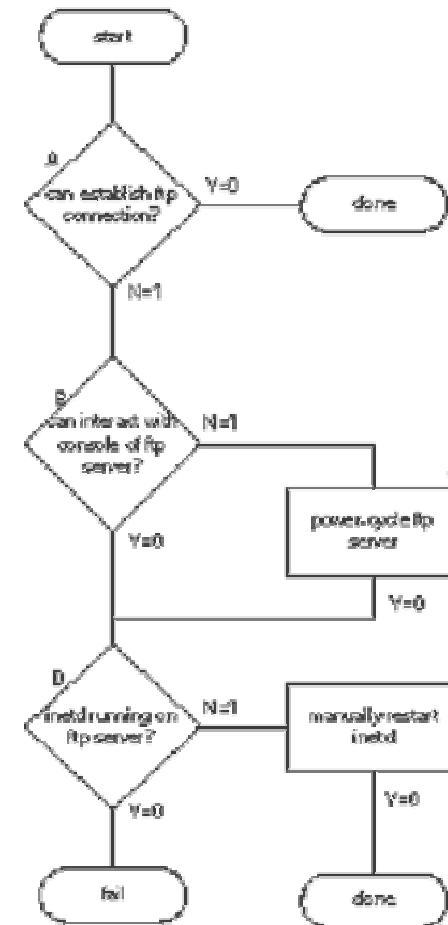 start
A
can establish ftp
connection?
Y=0
done
N=1
B
can interact with
console of ftp
server?
N=1
power-cycle ftp
server
Y=0
Y=0
D
inetd running on
ftp server?
N=1
manually restart
inetd
Y=0
Y=0
fail
done